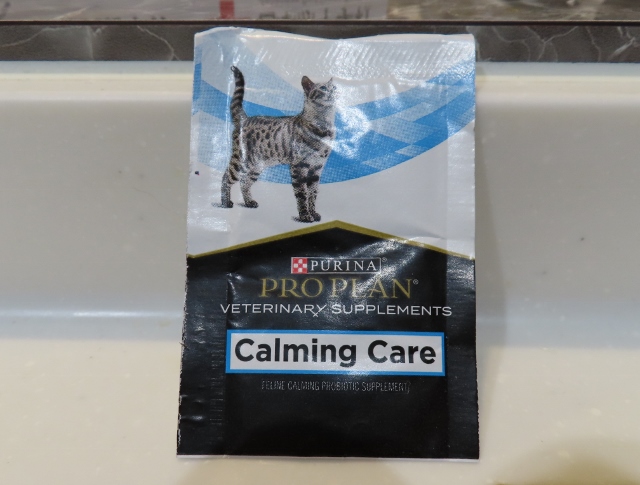 PURINA
PRO PLAN®
VETERINARY SUPPLEMENTS
Calming Care
FELINE CALMING PROBIOTIC SUPPLEMENT